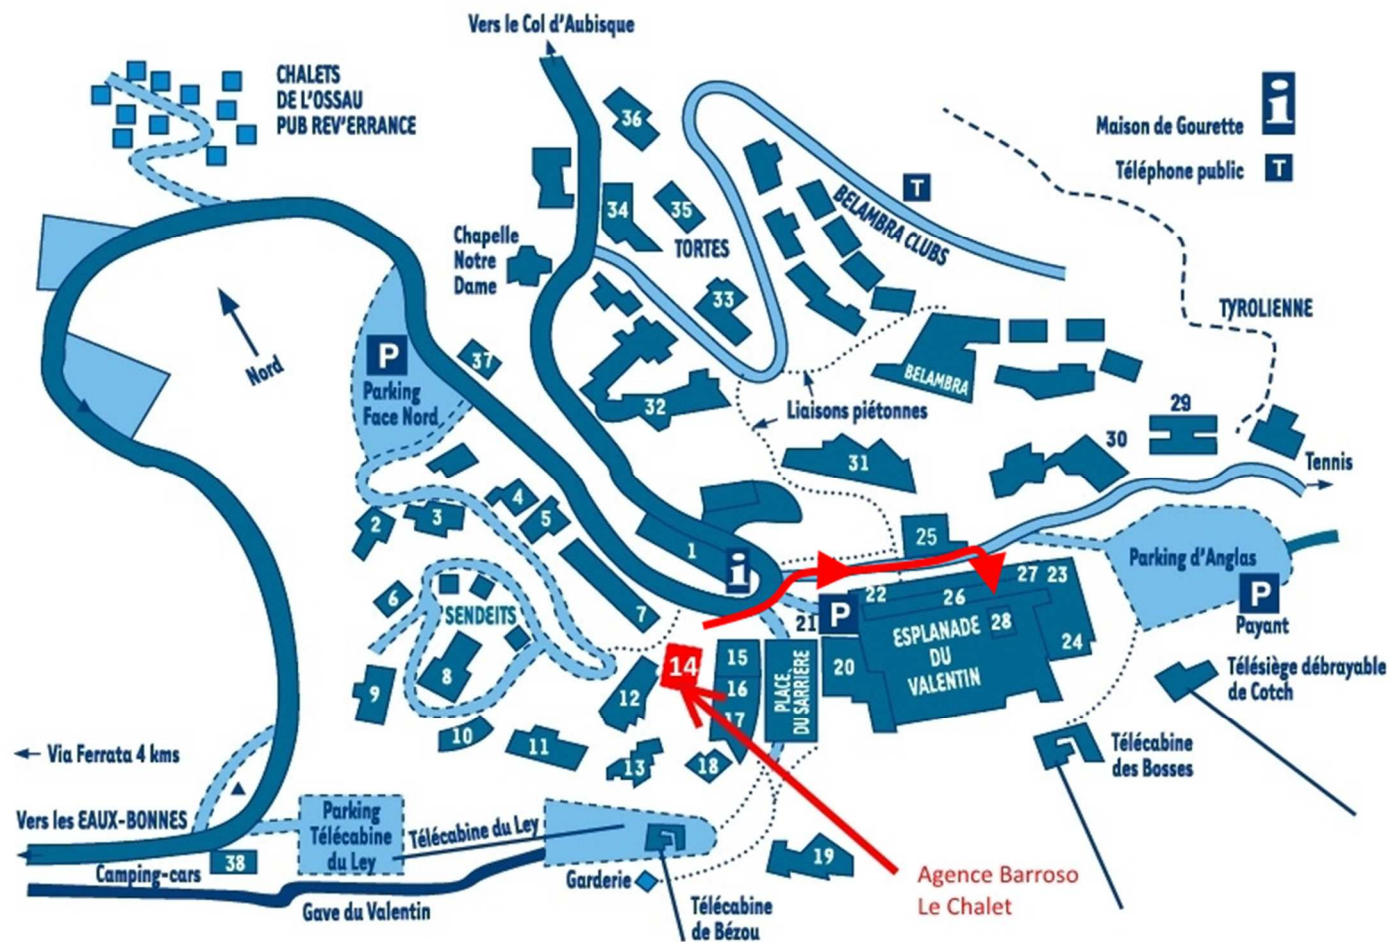 Vers le Col d'Aubisque
CHALETS
DE L'OSSAU
PUB REV'ERRANCE
Maison de Gourette
i
Téléphone public
T
T
BELAMBRA CLUBS
36
34
35
TORTES
Chapelle
Notre
Dame
33
TYROLIENNE
Nord
P
Parking
Face Nord
37
32
BELAMBRA
Liaisons piétonnes
29
30
31
Tennis
4
5
3
2
1
i
25
Parking d'Anglas
P
Payant
6
SENDEITS
7
21
P
22
26
27
23
28
24
ESPLANADE
DU
VALENTIN
20
14
15
16
17
PLACE
DU SARRIÈRE
8
9
12
10
11
13
18
Télésiège débrayable
de Cotch
Télécabine
des Bosses
Via Ferrata 4 kms
Vers les EAUX-BONNES
Parking
Télécabine
du Ley
Télécabine du Ley
38
Camping-cars
Garderie
19
Agence Barroso
Le Chalet
Gave du Valentin
Télécabine
de Bézou